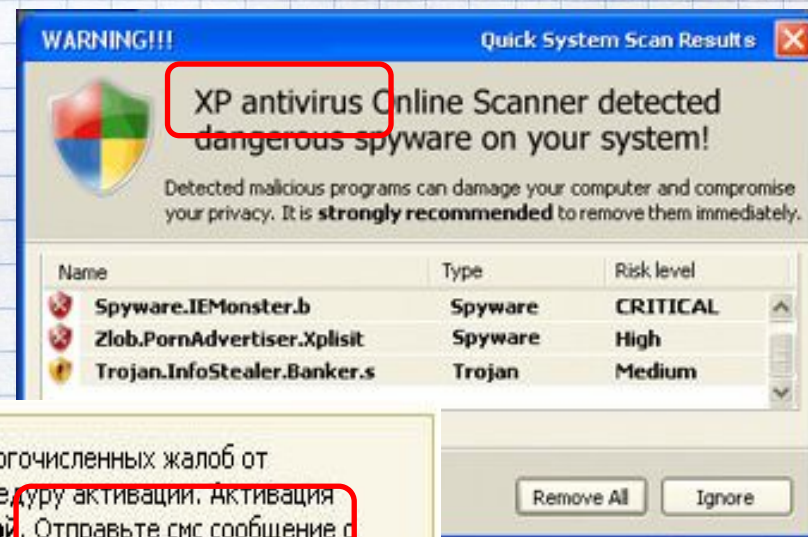 WARNING!!!
Quick System Scan Results
XP antivirus Online Scanner detected
dangerous spyware on your system!
Detected malicious programs can damage your computer and compromise
your privacy. It is strongly recommended to remove them immediately.
Name Type Risk level
Spyware.IEMonster.b Spyware CRITICAL
Zlob.PornAdvertiser.Xplisit Spyware High
Trojan.InfoStealer.Banker.s Trojan Medium
Remove All Ignore
жалоб от
активации. Активация
Отправьте смс сообщение с